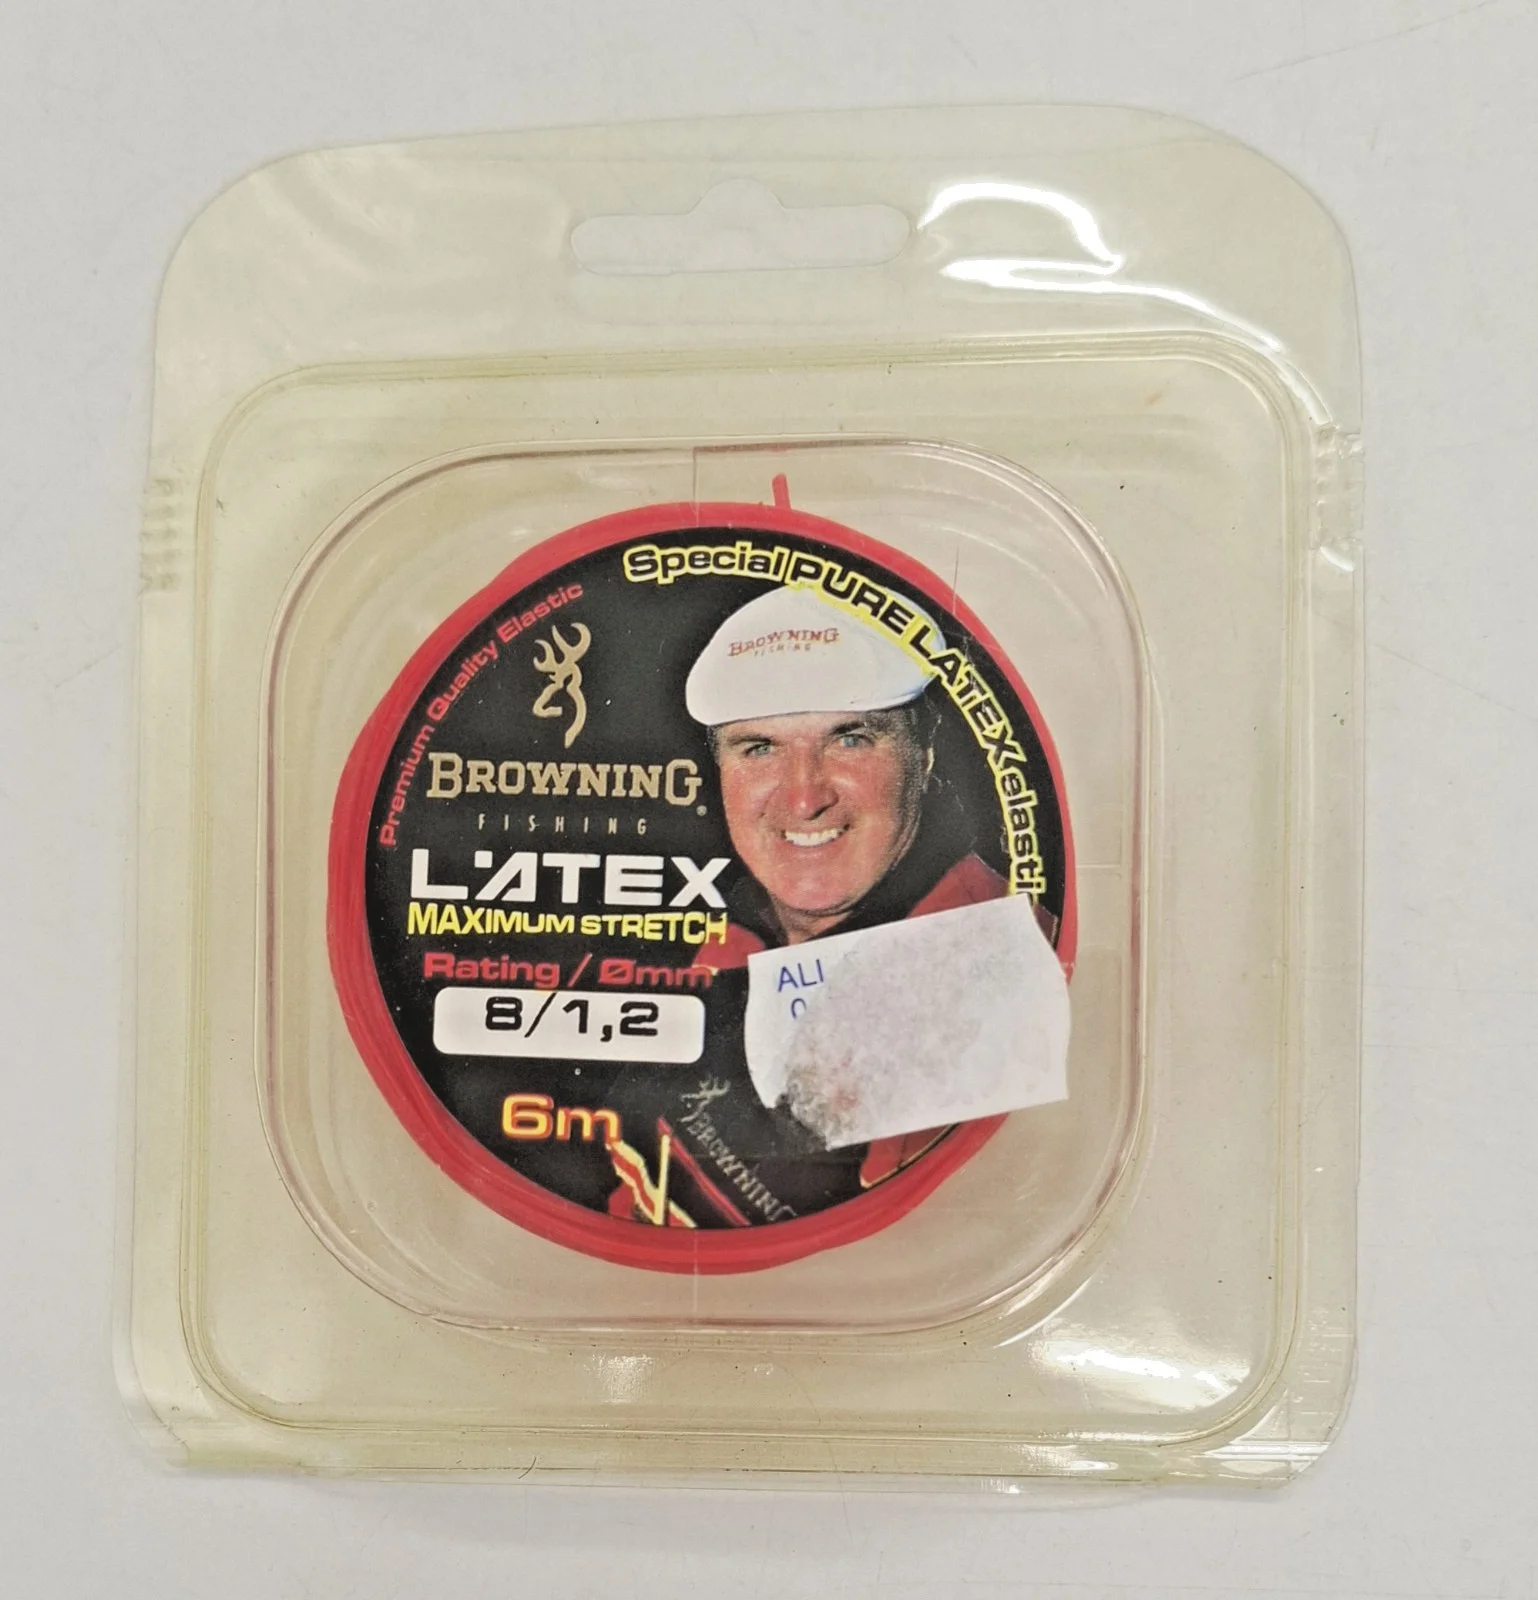 Special PURE LATEX elasti
Premium Quality Elastic
BROWNING
FISHING
BROWNING®
FISHING
L'ATEX
MAXIMUM STRETCH
Rating / Ømm
8/1,2
ALI
6m
BROWNING